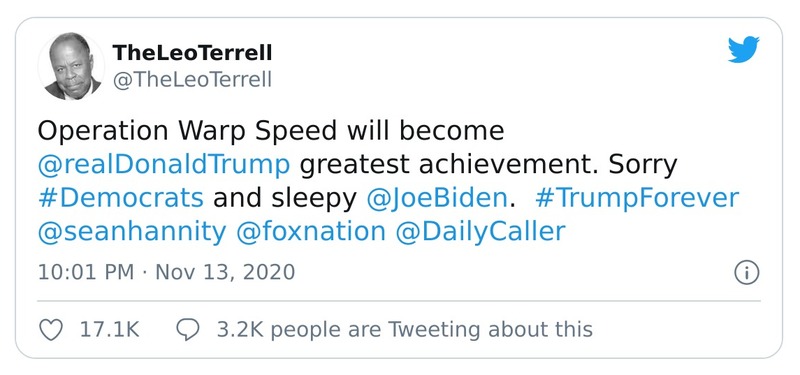 TheLeoTerrell
@TheLeoTerrell
Operation Warp Speed will become
@realDonaldTrump greatest achievement. Sorry
#Democrats and sleepy @JoeBiden.  #TrumpForever
@seanhannity @foxnation @DailyCaller
10:01 PM · Nov 13, 2020
17.1K 3.2K people are Tweeting about this